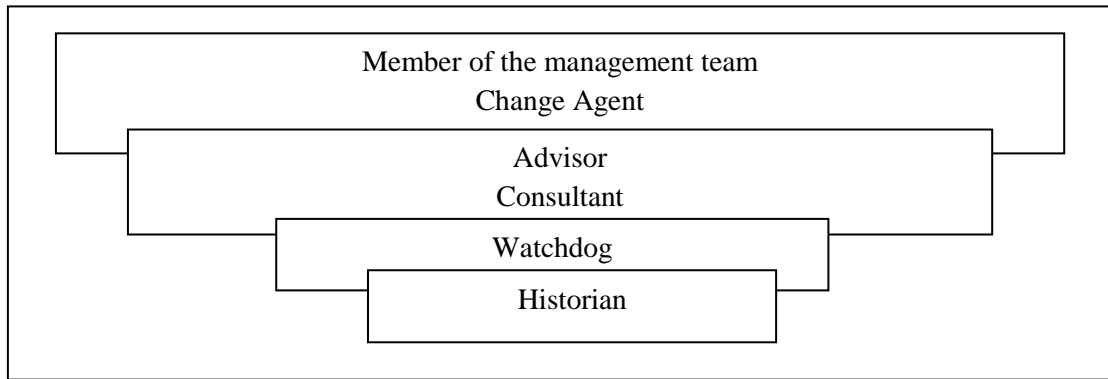 Member of the management team
Change Agent
Advisor
Consultant
Watchdog
Historian